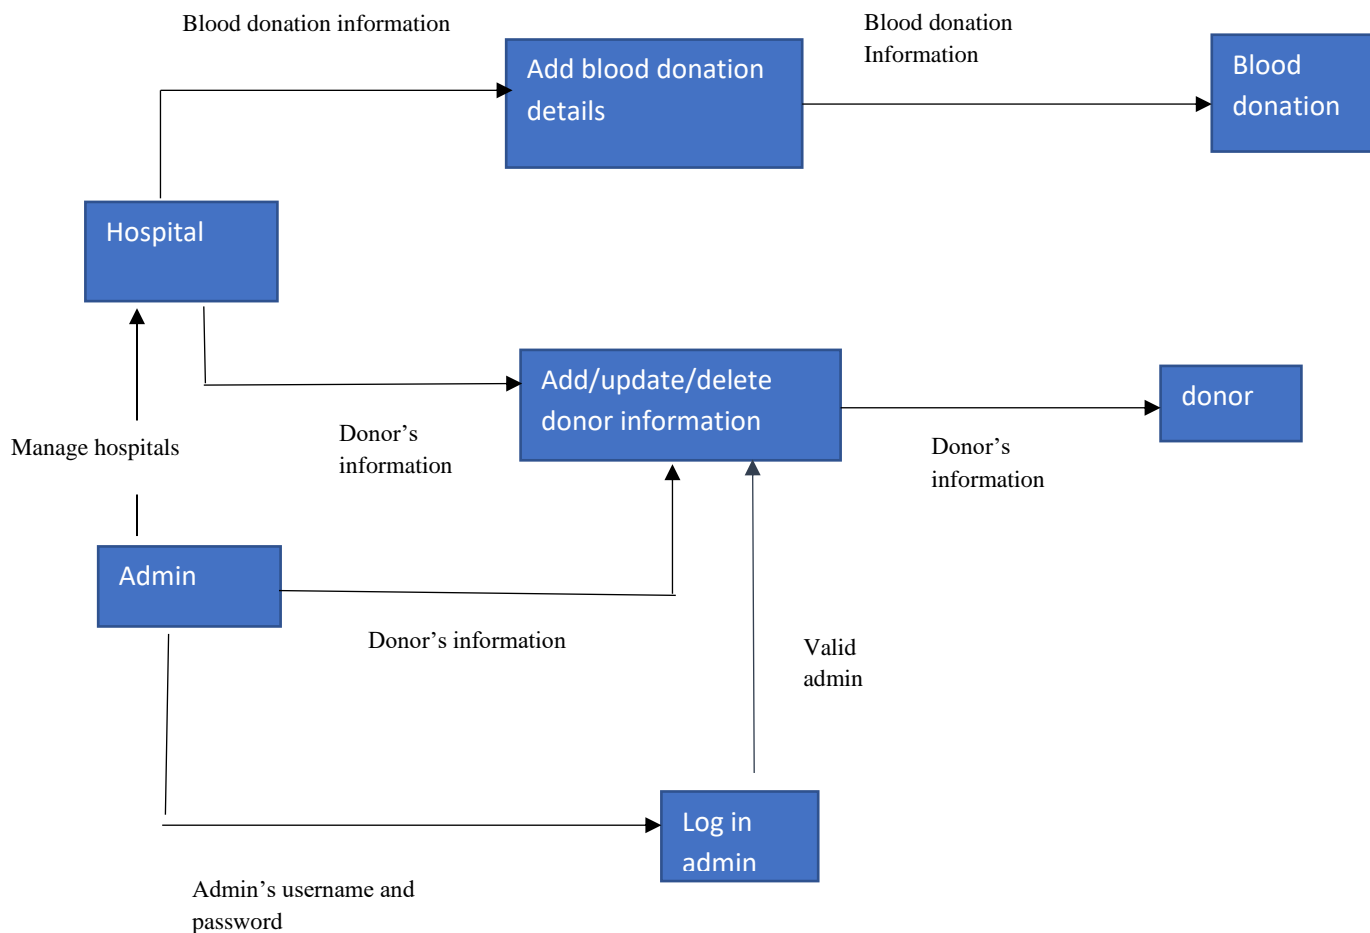 Blood donation information
Blood donation
Information
Add blood donation
details
Blood
donation
Hospital
Add/update/delete
donor information
donor
Donor’s
information
Manage hospitals
Donor’s
information
Admin
Donor’s information
Valid
admin
Log in
admin
Admin’s username and
password